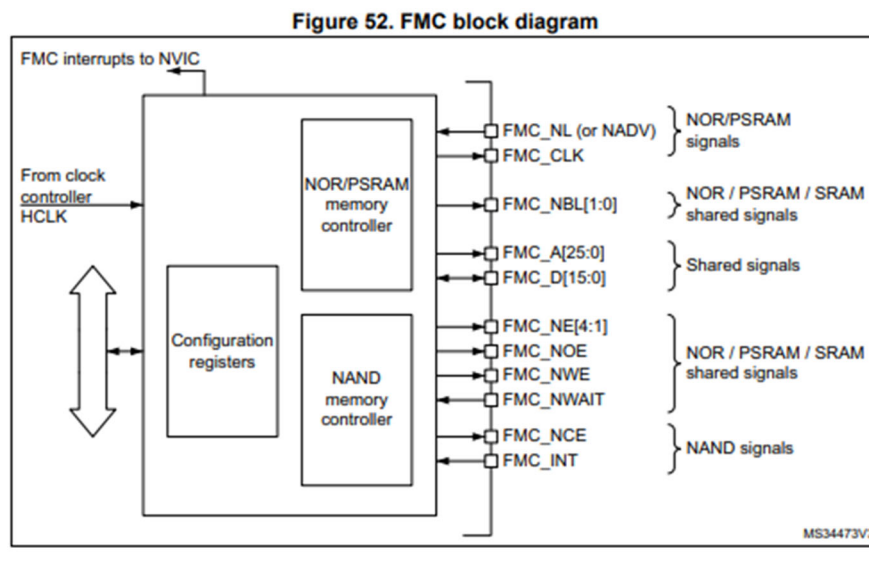 Figure 52. FMC block diagram
FMC interrupts to NVIC
From clock
controller
HCLK
Configuration
registers
NOR/PSRAM
memory
controller
NAND
memory
controller
FMC_NL (or NADV)
FMC_CLK
NOR/PSRAM
signals
FMC_NBL[1:0]
NOR / PSRAM / SRAM
shared signals
FMC_A[25:0]
FMC_D[15:0]
Shared signals
FMC_NE[4:1]
FMC_NOE
FMC_NWE
FMC_NWAIT
NOR / PSRAM / SRAM
shared signals
FMC_NCE
FMC_INT
NAND signals